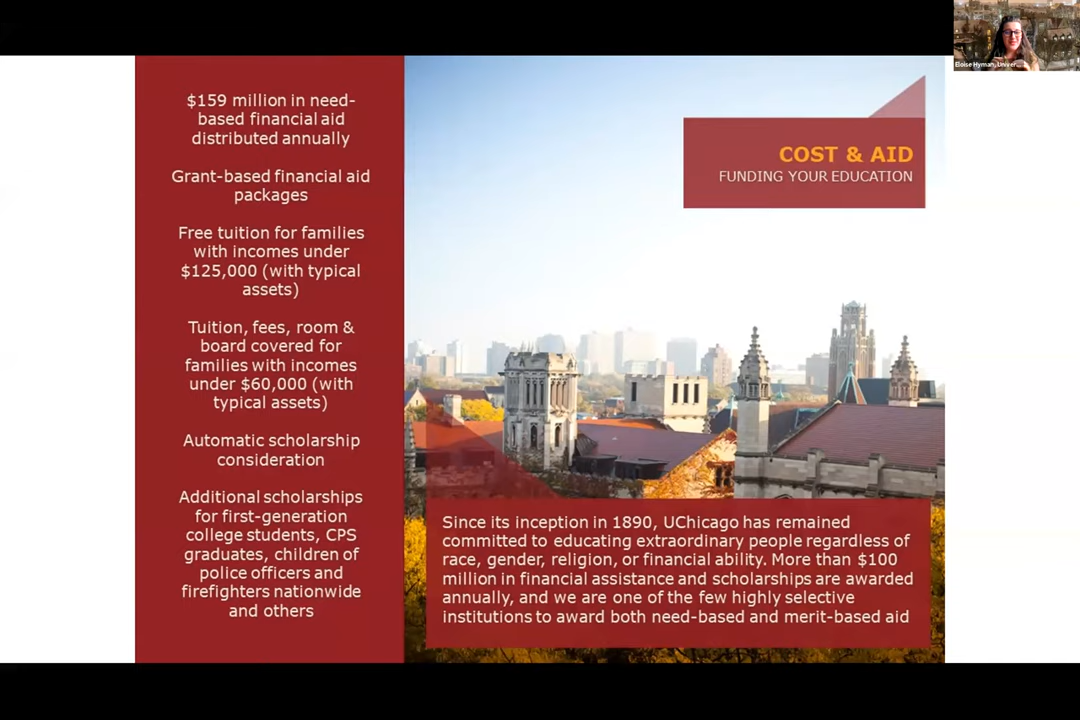 $159 million in need-
based financial aid
distributed annually
Grant-based financial aid
packages
Free tuition for families
with incomes under
$125,000 (with typical
assets)
Tuition, fees, room &
board covered for
families with incomes
under $60,000 (with
typical assets)
Automatic scholarship
consideration
Additional scholarships
for first-generation
college students, CPS
graduates, children of
police officers and
firefighters nationwide
and others
COST & AID
FUNDING YOUR EDUCATION
Since its inception in 1890, UChicago has remained
committed to educating extraordinary people regardless of
race, gender, religion, or financial ability. More than $100
million in financial assistance and scholarships are awarded
annually, and we are one of the few highly selective
institutions to award both need-based and merit-based aid
Eloise Hyman, Univer...